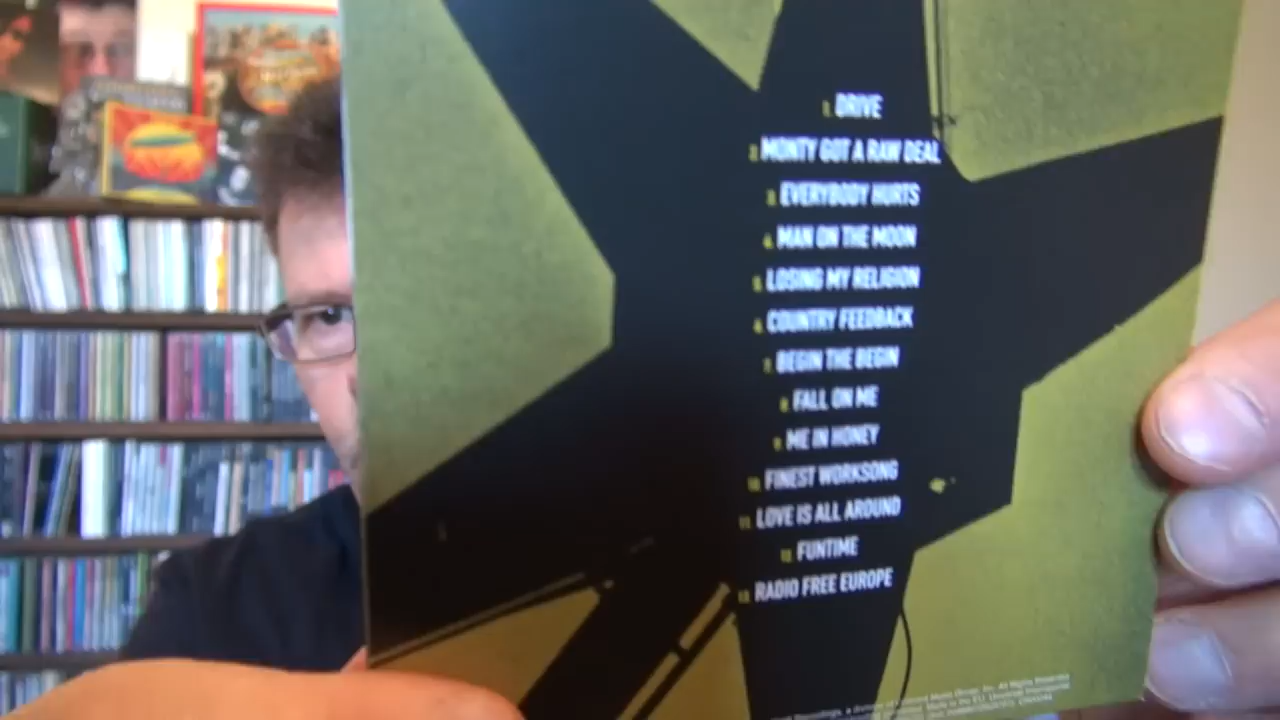 1. DRIVE
2. MONTY GOT A RAW DEAL
3. EVERYBODY HURTS
4. MAN ON THE MOON
5. LOSING MY RELIGION
6. COUNTRY FEEDBACK
7. BEGIN THE BEGIN
8. FALL ON ME
9. ME IN HONEY
10. FINEST WORKSONG
11. LOVE IS ALL AROUND
12. FUNTIME
13. RADIO FREE EUROPE